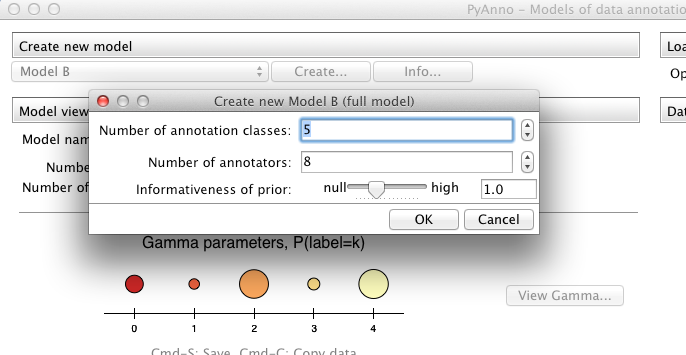 PyAnno - Models of data annotatio
Create new model
Loa
Model B
Create...
Info...
Op
Create new Model B (full model)
Model view
Dat
Number of annotation classes: 5
Model nam
Number of annotators: 8
Numbe
Informativeness of prior: null high 1.0
Number of
OK
Cancel
Gamma parameters, P(label=k)
View Gamma...
0 1 2 3 4
Cmd-S: Save, Cmd-C: Copy data